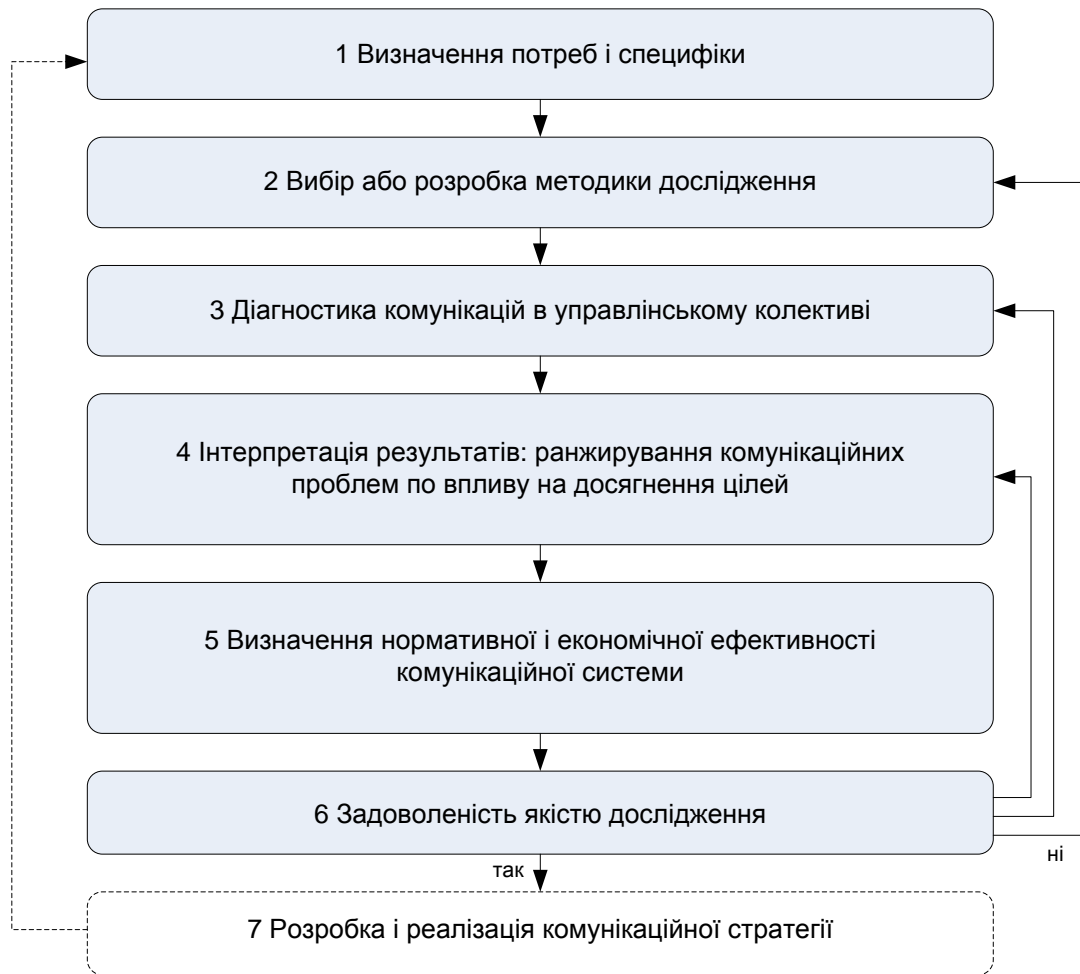 1 Визначення потреб і специфіки
2 Вибір або розробка методики дослідження
3 Діагностика комунікацій в управлінському колективі
4 Інтерпретація результатів: ранжирування комунікаційних
проблем по впливу на досягнення цілей
5 Визначення нормативної і економічної ефективності
комунікаційної системи
6 Задоволеність якістю дослідження
ні
так
7 Розробка і реалізація комунікаційної стратегії